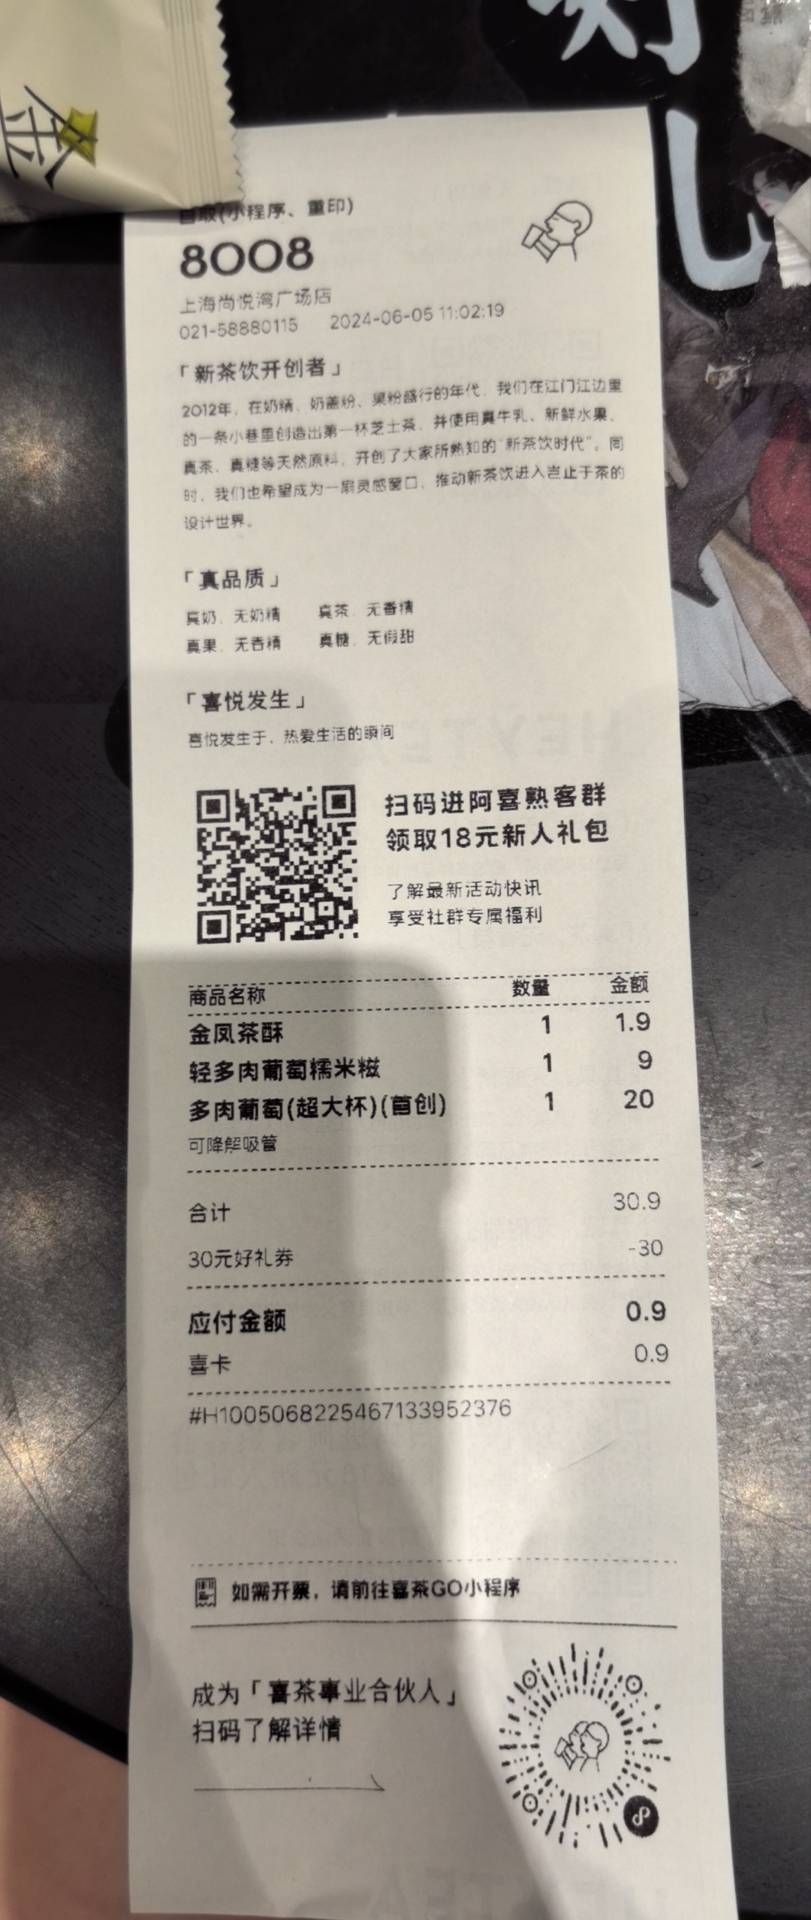 金
自取(小程序、重印)
8008
上海尚悦湾广场店
021-58880115 2024-06-05 11:02:19
「新茶饮开创者」
2012年，在奶精、奶盖粉、果粉盛行的年代，我们在江门江边里
的一条小巷里创造出第一杯芝士茶，并使用真牛乳、新鲜水果、
真茶、真糖等天然原料，开创了大家所熟知的“新茶饮时代”。同
时，我们也希望成为一扇灵感窗口，推动新茶饮进入岂止于茶的
设计世界。
「真品质」
真奶，无奶精 真茶，无香精
真果，无香精 真糖，无假甜
「喜悦发生」
喜悦发生于，热爱生活的瞬间
扫码进阿喜熟客群
领取18元新人礼包
了解最新活动快讯
享受社群专属福利
商品名称 数量 金额
金凤茶酥 1 1.9
轻多肉葡萄糯米糍 1 9
多肉葡萄(超大杯)(首创) 1 20
可降解吸管
合计 30.9
30元好礼券 -30
应付金额 0.9
喜卡 0.9
#H1005068225467133952376
如需开票，请前往喜茶GO小程序
成为「喜茶事业合伙人」
扫码了解详情